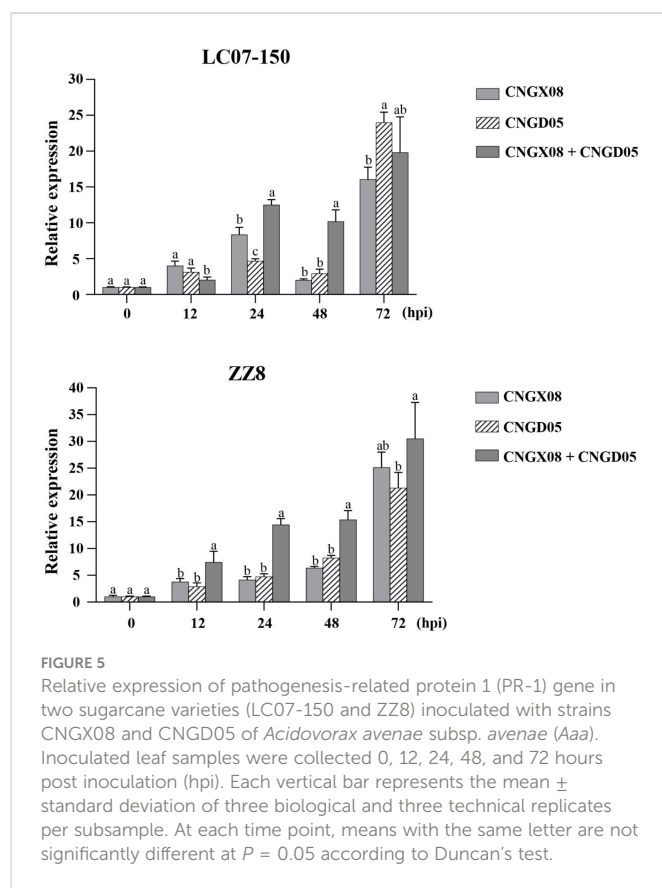 LC07-150
30
25
20
15
10
5
0
Relative expression
a a a
a a b
b c a
b b a
b a ab
0 12 24 48 72 (hpi)
CNGX08
CNGD05
CNGX08 + CNGD05
ZZ8
40
35
30
25
20
15
10
5
0
Relative expression
a a a
b b a
b b a
b b a
ab b a
0 12 24 48 72 (hpi)
CNGX08
CNGD05
CNGX08 + CNGD05
FIGURE 5
Relative expression of pathogenesis-related protein 1 (PR-1) gene in
two sugarcane varieties (LC07-150 and ZZ8) inoculated with strains
CNGX08 and CNGD05 of Acidovorax avenae subsp. avenae (Aaa).
Inoculated leaf samples were collected 0, 12, 24, 48, and 72 hours
post inoculation (hpi). Each vertical bar represents the mean ±
standard deviation of three biological and three technical replicates
per subsample. At each time point, means with the same letter are not
significantly different at P = 0.05 according to Duncan's test.